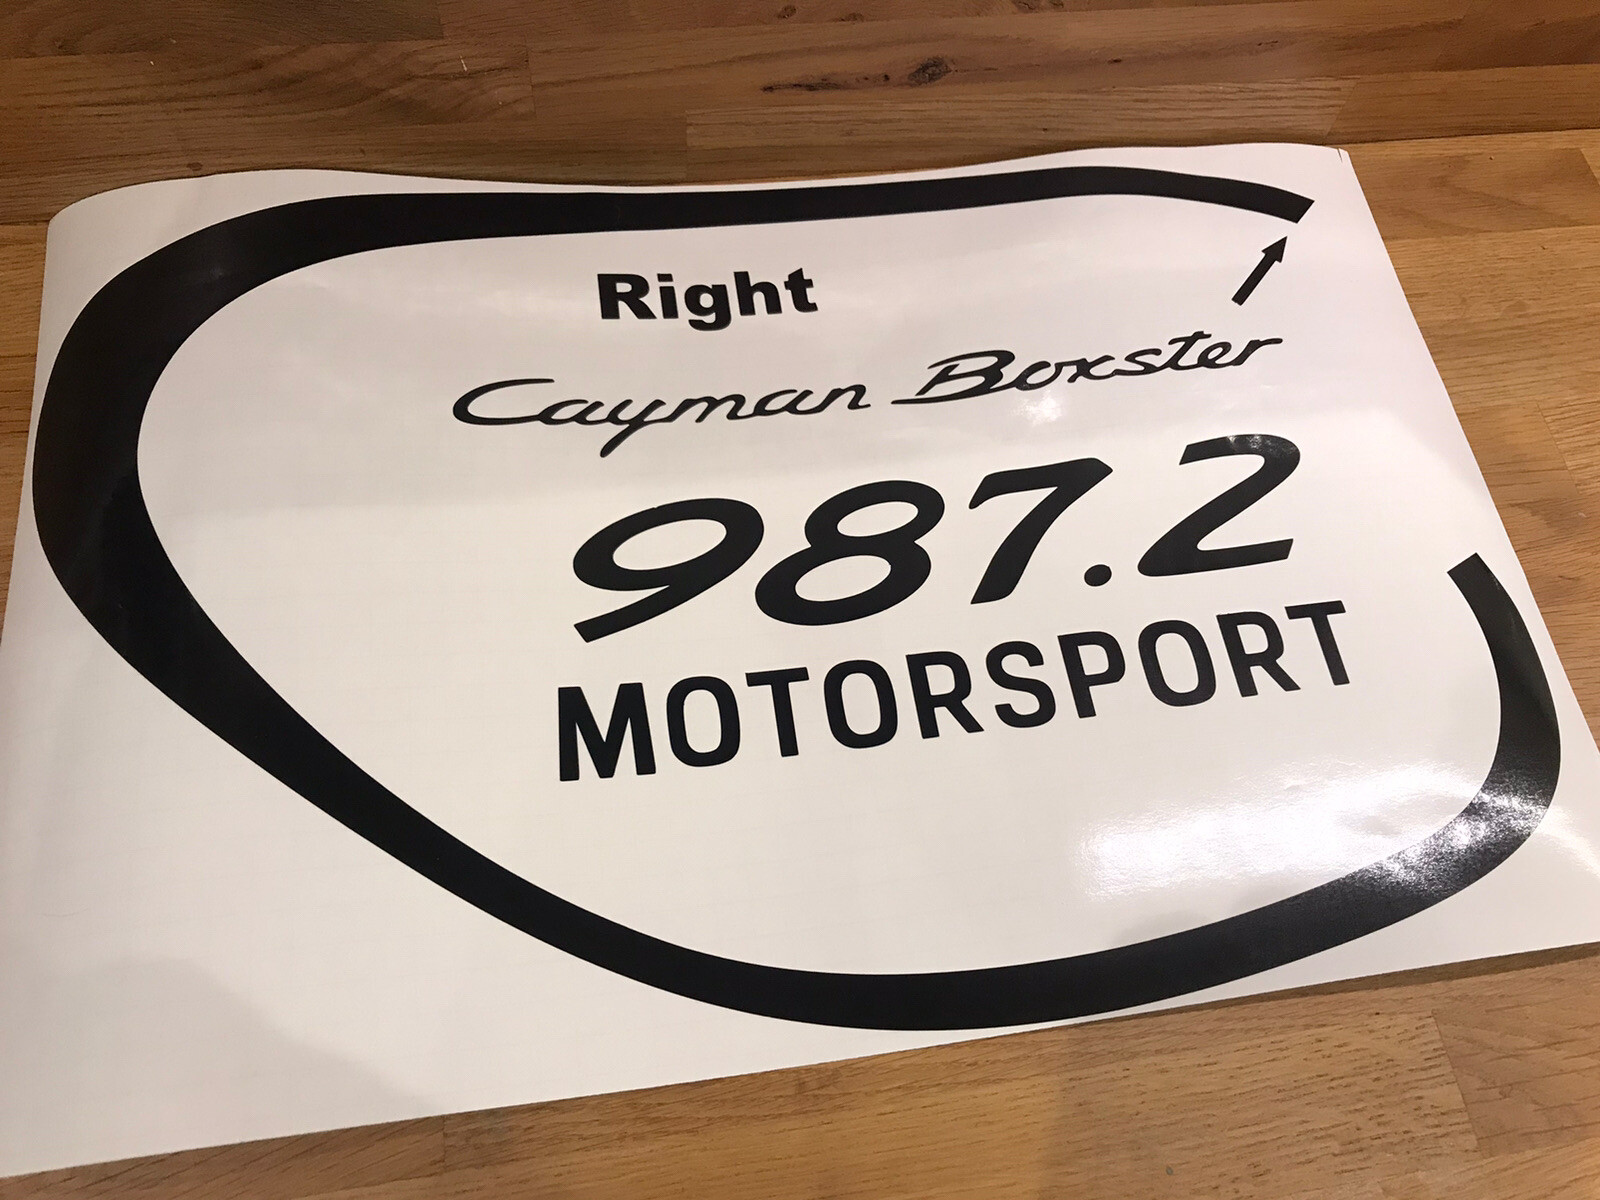 Right
Cayman Boxster
987.2
MOTORSPORT